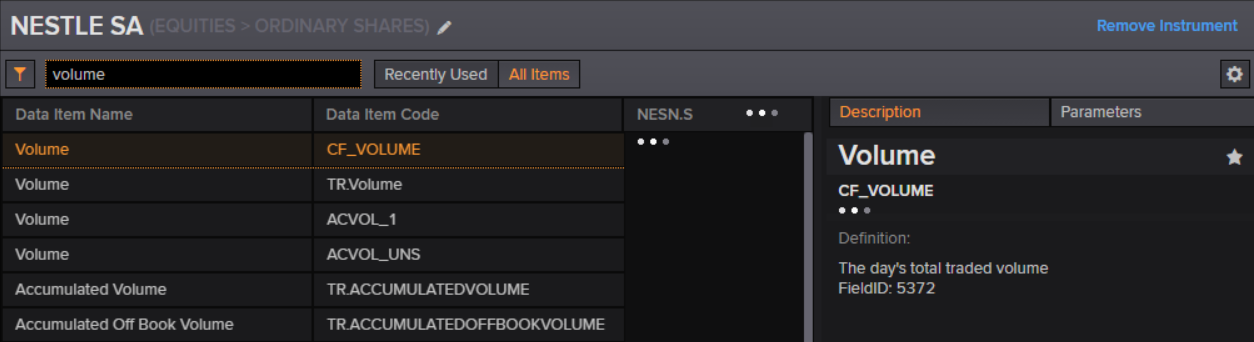 NESTLE SA (EQUITIES > ORDINARY SHARES)
Remove Instrument
volume
Recently Used
All Items
Data Item Name Data Item Code NESN.S
Volume CF_VOLUME
Volume TR.Volume
Volume ACVOL_1
Volume ACVOL_UNS
Accumulated Volume TR.ACCUMULATEDVOLUME
Accumulated Off Book Volume TR.ACCUMULATEDOFFBOOKVOLUME
Description Parameters
Volume
CF_VOLUME
Definition:
The day's total traded volume
FieldID: 5372